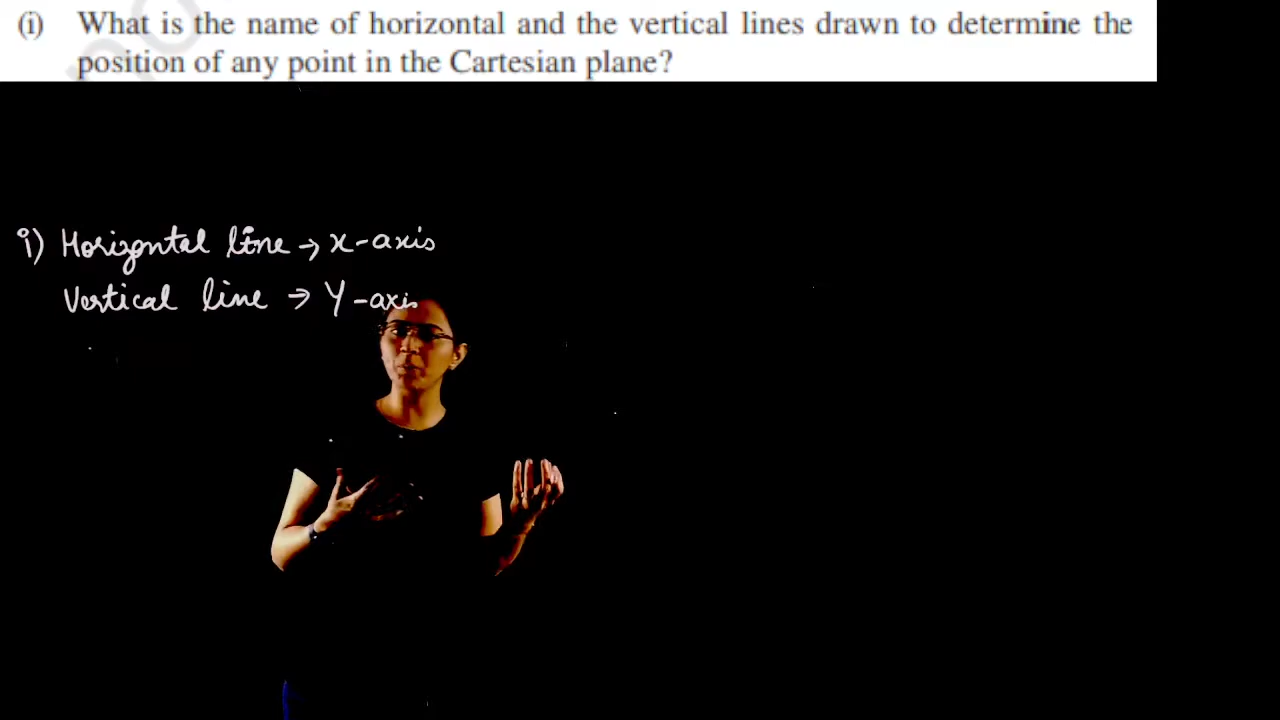 (i) What is the name of horizontal and the vertical lines drawn to determine the
position of any point in the Cartesian plane?
i) Horizontal line → x-axis
Vertical line → Y-axis